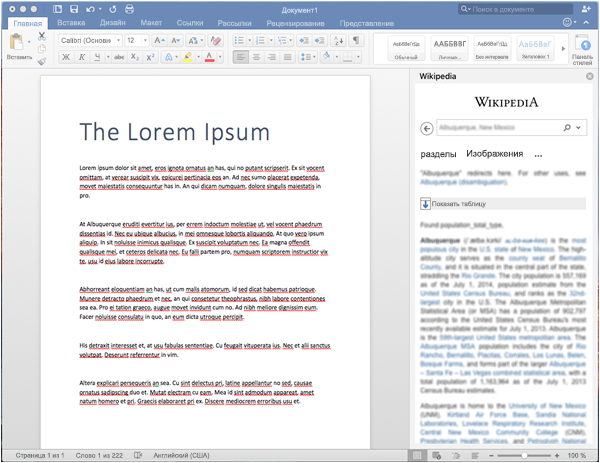 Документ1
Поиск в документе
Главная Вставка Дизайн Макет Ссылки Рассылки Рецензирование Представление
Вставить
Calibri (Основн... 12
АаБбВвГгДд, АаББВВГ АаБбВвГгДд, АаБбВвГ
Обычный Личные... Без интервала Заголовок 1
Панель стилей
The Lorem Ipsum
Lorem ipsum dolor sit amet, eros ignota ornatus an has, qui no putant scripserit. Ex sit vocent
omittam, at verear suscipit vix, epicurei pertinacia eos an. Ad nec sumo placerat expetenda,
movet maiestatis consequuntur has in. An qui dicam numquam, dolore singulis maiestatis in
pro.
At Albuquerque eruditi evertitur ius, per errem indoctum molestiae ut, vel vocent phaedrum
dissentias id. Nec eu ubique albucius, in mei omnesque lobortis aliquando. At quo vero ipsum
aliquip. In sit noluisse inimicus qualisque. Ex suscipit voluptatum nec. Ea magna offendit
qualisque mei, et ceteros delicata nec. Eu falli partem pro, numquam scriptorem instructior vix
te, usu id eius labore incorrupte.
Abhorreant eloquentiam an has, ut cum malis atomorum, id sed dicat habemus patrioque.
Munere detracto phaedrum et nec, an qui consetetur theophrastus, nibh labore contentiones
sea ea. Pro ei tation graeco, augue movet invidunt cum no. Ad nibh meliore dignissim eum.
Facer noluisse consulatu in quo, an eum dicta utroque percipit.
His detraxit interesset et, at usu fabulas sententiae. Cu feugait vituperata ius. Nec et alii sanctus
volutpat. Deserunt referrentur in vim.
Altera explicari persequeris an sea. Cu sint delectus pri, latine appellantur no sed, causae
ornatus sadipscing duo et. Mutat electram cu eam. Mea id sint admodum appareat, amet
natum homero et pri. Graecis elaboraret pri ex. Discere mediocrem erroribus usu et.
Wikipedia
WIKIPEDIA
Albuquerque, New Mexico
разделы Изображения ...
"Albuquerque" redirects here. For other uses, see
Albuquerque (disambiguation).
Показать таблицу
Found population_total_type.
Albuquerque is the most
populous city in the U.S. state of New Mexico. The high-
altitude city serves as the county seat of Bernalillo
County, and it is situated in the central part of the state,
straddling the Rio Grande. The city population is 557,169
as of the July 1, 2014, population estimate from the
United States Census Bureau, and ranks as the 32nd-
largest city in the U.S. The Albuquerque Metropolitan
Statistical Area (or MSA) has a population of 902,797
according to the United States Census Bureau's most
recently available estimate for July 1, 2013. Albuquerque
is the 59th-largest United States metropolitan area. The
Albuquerque MSA population includes the city of Rio
Rancho, Bernalillo, Placitas, Corrales, Los Lunas, Belen,
Bosque Farms, and forms part of the larger Albuquerque
– Santa Fe – Las Vegas combined statistical area, with a
total population of 1,163,964 as of the July 1, 2013
Census Bureau estimates.
Albuquerque is home to the University of New Mexico
(UNM), Kirtland Air Force Base, Sandia National
Laboratories, Lovelace Respiratory Research Institute,
Central New Mexico Community College (CNM),
Presbyterian Health Services, and Petroglyph National
Страница 1 из 1 Слово 1 из 222 Английский (США) 100 %